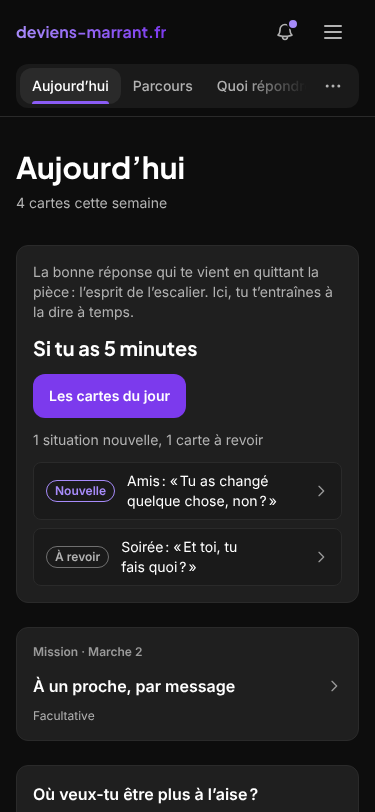 deviens-marrant.fr
Aujourd’hui
Parcours
Quoi répondr
Aujourd’hui
4 cartes cette semaine
La bonne réponse qui te vient en quittant la
pièce : l’esprit de l’escalier. Ici, tu t’entraînes à
la dire à temps.
Si tu as 5 minutes
Les cartes du jour
1 situation nouvelle, 1 carte à revoir
Nouvelle
Amis : « Tu as changé
quelque chose, non ? »
À revoir
Soirée : « Et toi, tu
fais quoi ? »
Mission · Marche 2
À un proche, par message
Facultative
Où veux-tu être plus à l’aise ?